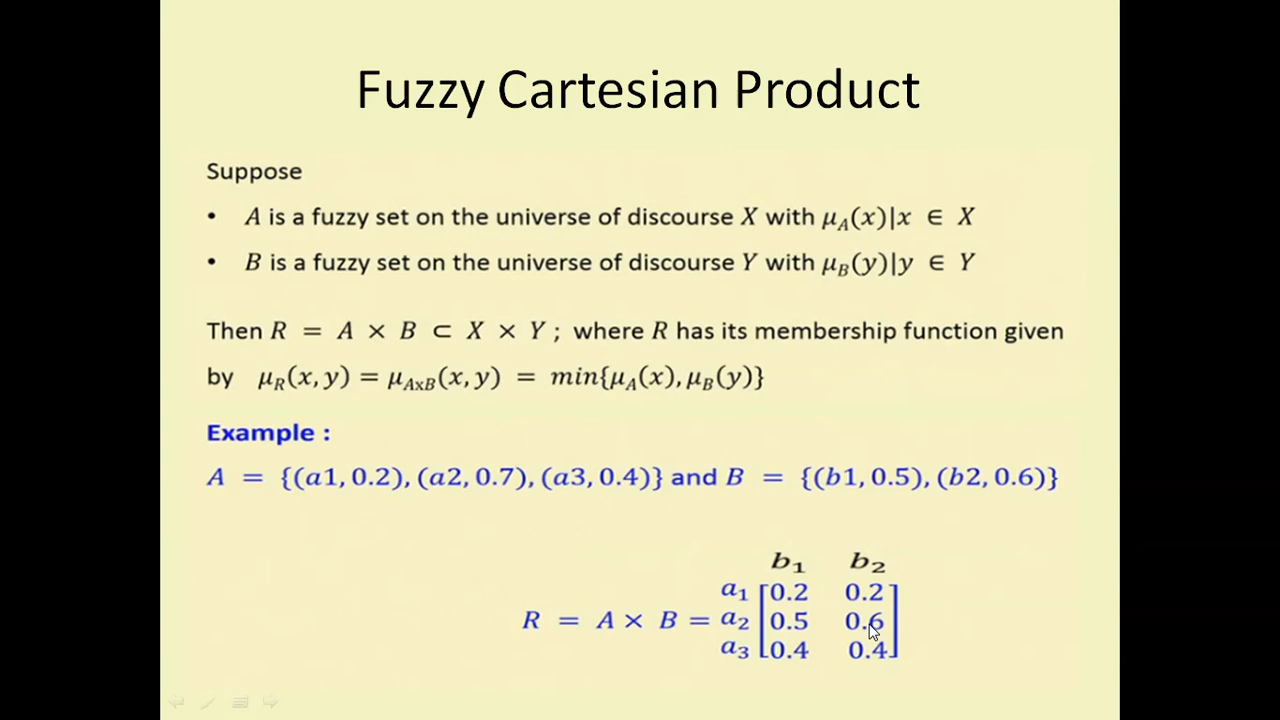 Fuzzy Cartesian Product
Suppose
• A is a fuzzy set on the universe of discourse X with μ_A(x)|x ∈ X
• B is a fuzzy set on the universe of discourse Y with μ_B(y)|y ∈ Y
Then R = A × B ⊂ X × Y ; where R has its membership function given
by μ_R(x, y) = μ_AxB(x, y) = min{μ_A(x), μ_B(y)}
Example :
A = {(a1, 0.2), (a2, 0.7), (a3, 0.4)} and B = {(b1, 0.5), (b2, 0.6)}
b₁ b₂
a₁ [0.2 0.2]
R = A × B = a₂ |0.5 0.6|
a₃ [0.4 0.4]